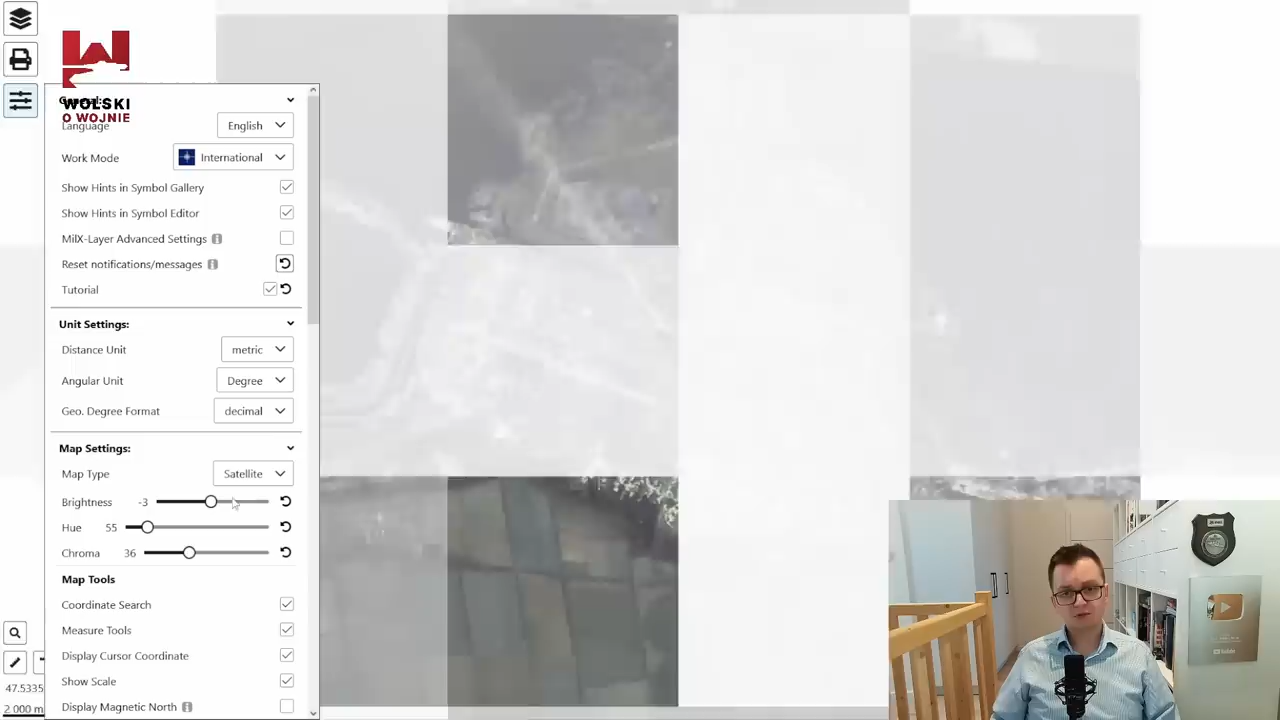 WOLSKI
O WOJNIE
Language
English
Work Mode
International
Show Hints in Symbol Gallery
Show Hints in Symbol Editor
MilX-Layer Advanced Settings
Reset notifications/messages
Tutorial
Unit Settings:
Distance Unit
metric
Angular Unit
Degree
Geo. Degree Format
decimal
Map Settings:
Map Type
Satellite
Brightness
-3
Hue
55
Chroma
36
Map Tools
Coordinate Search
Measure Tools
Display Cursor Coordinate
Show Scale
Display Magnetic North
47.5335
2 000 m